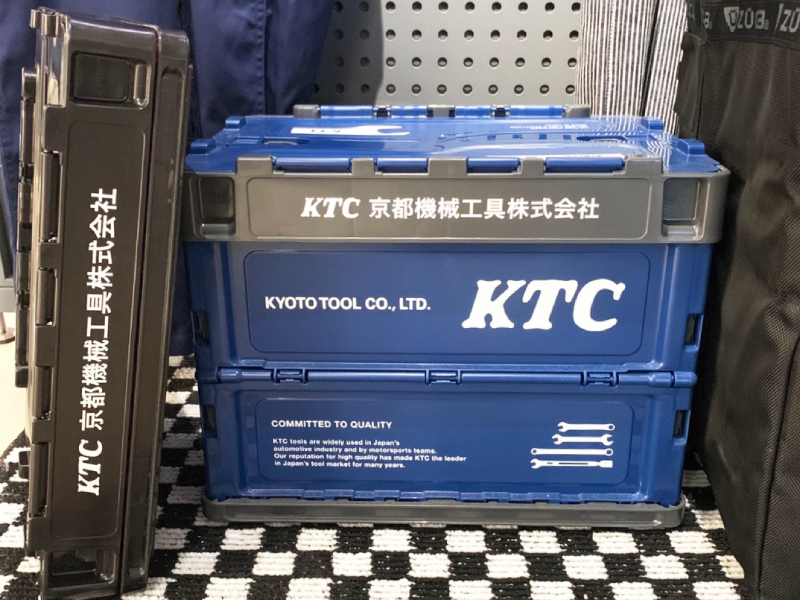 KTC 京都機械工具株式会社
KTC
KTC 京都機械工具株式会社
KYOTO TOOL CO., LTD.
KTC
COMMITTED TO QUALITY
KTC tools are widely used in Japan's
automotive industry and by motorsports teams.
Our reputation for high quality has made KTC the leader
in Japan's tool market for many years.